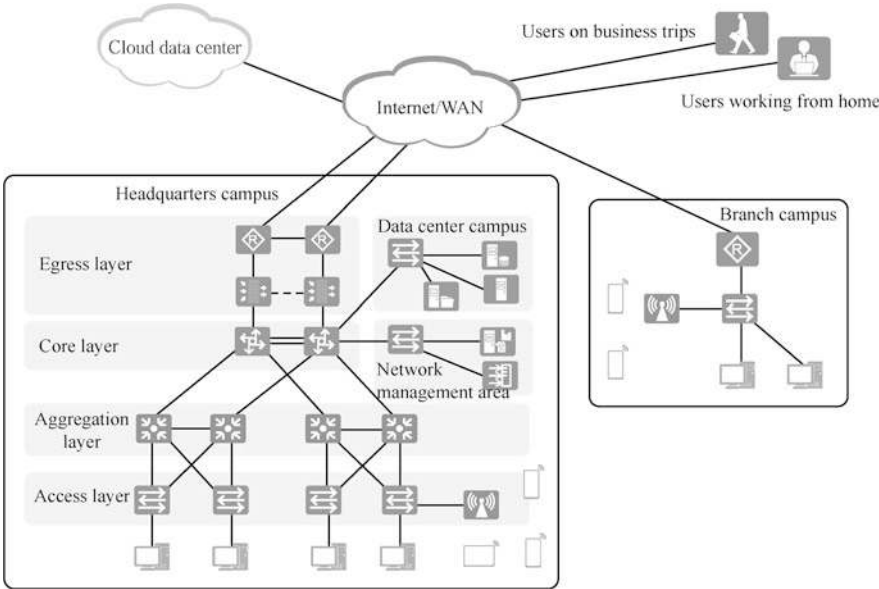 Cloud data center
Users on business trips
Internet/WAN
Users working from home
Headquarters campus
Branch campus
Egress layer
R
R
Data center campus
R
Core layer
Network
management area
Aggregation
layer
Access layer